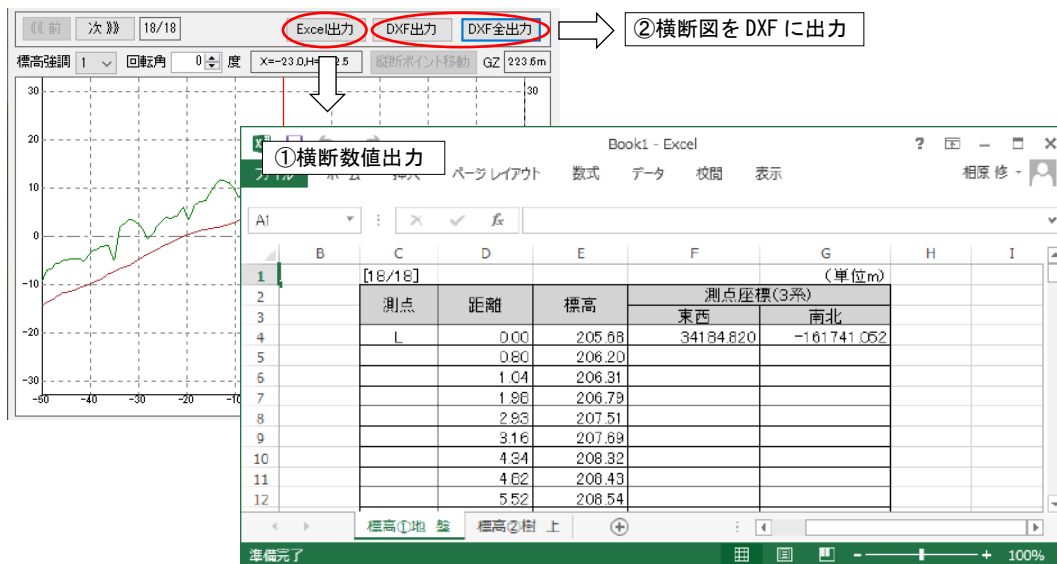 《《 前 次 》》 18/18 Excel出力 DXF出力 DXF全出力
②横断図を DXF に出力
標高強調 1 回転角 0 度 X=-23.0,H= 2.5 縦断ポイント移動 GZ 223.6m
30 30
20
10
0
-10
-20
-30
-50 -40 -30 -20 -10
①横断数値出力
Book1 - Excel
ページ レイアウト 数式 データ 校閲 表示 相原 修
A1 fx
B C D E F G H I
1 [18/18] (単位m)
2 測点 距離 標高 測点座標(3系)
3 東西 南北
4 L 0.00 205.68 34184.820 -161741.052
5 0.80 206.20
6 1.04 206.31
7 1.98 206.79
8 2.93 207.51
9 3.16 207.69
10 4.34 208.32
11 4.82 208.43
12 5.52 208.54
標高①地 盤 標高②樹 上
準備完了 100%